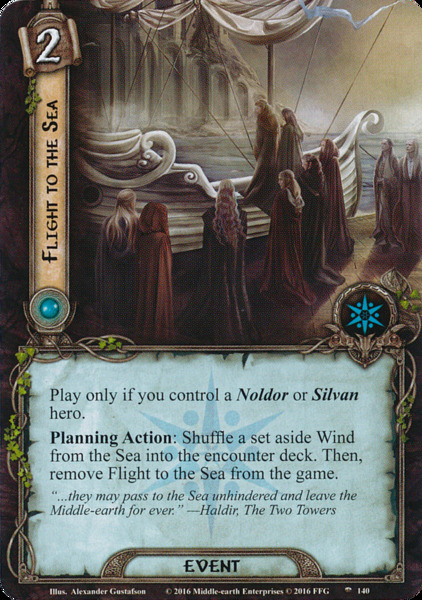 2
FLIGHT TO THE SEA
Play only if you control a Noldor or Silvan
hero.
Planning Action: Shuffle a set aside Wind
from the Sea into the encounter deck. Then,
remove Flight to the Sea from the game.
“...they may pass to the Sea unhindered and leave the
Middle-earth for ever.” —Haldir, The Two Towers
EVENT
Illus. Alexander Gustafson © 2016 Middle-earth Enterprises © 2016 FFG 140